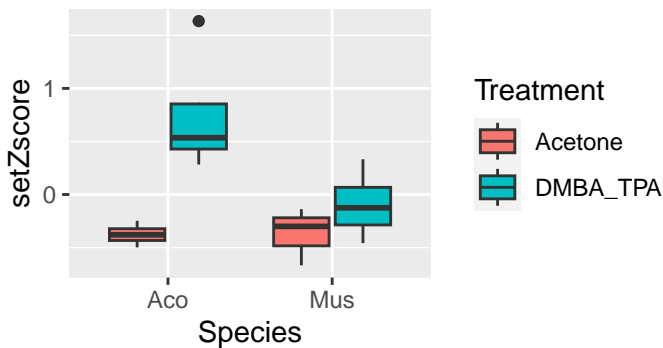 setZscore
1
0
Aco
Mus
Species
Treatment
Acetone
DMBA_TPA